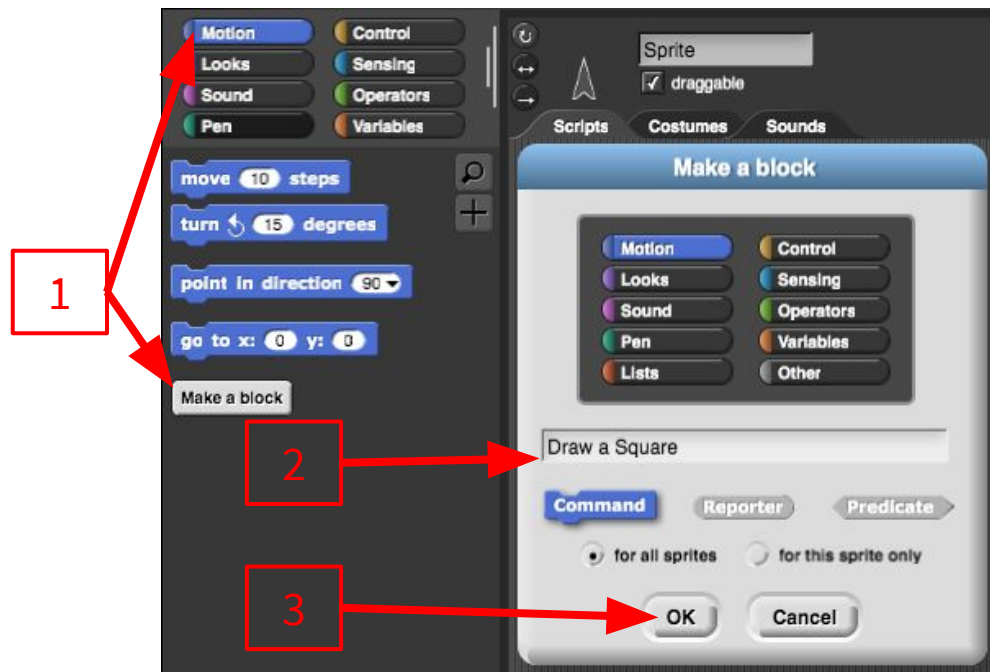 Motion Control
Looks Sensing
Sound Operators
Pen Variables
move 10 steps
turn 15 degrees
point in direction 90
go to x: 0 y: 0
Make a block
1
Sprite
draggable
Scripts Costumes Sounds
Make a block
Motion Control
Looks Sensing
Sound Operators
Pen Variables
Lists Other
2
Draw a Square
Command Reporter Predicate
for all sprites for this sprite only
3
OK Cancel